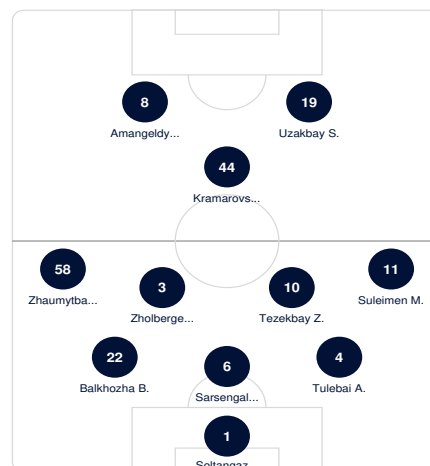 8
19
Amangeldy...
Uzakbay S.
44
Kramarovs...
58
11
3
10
Zhaumytba...
Suleimen M.
Zholberge...
Tezekbay Z.
22
6
4
Balkhozha B.
Tulebai A.
Sarsengal...
1
Soltangaz...